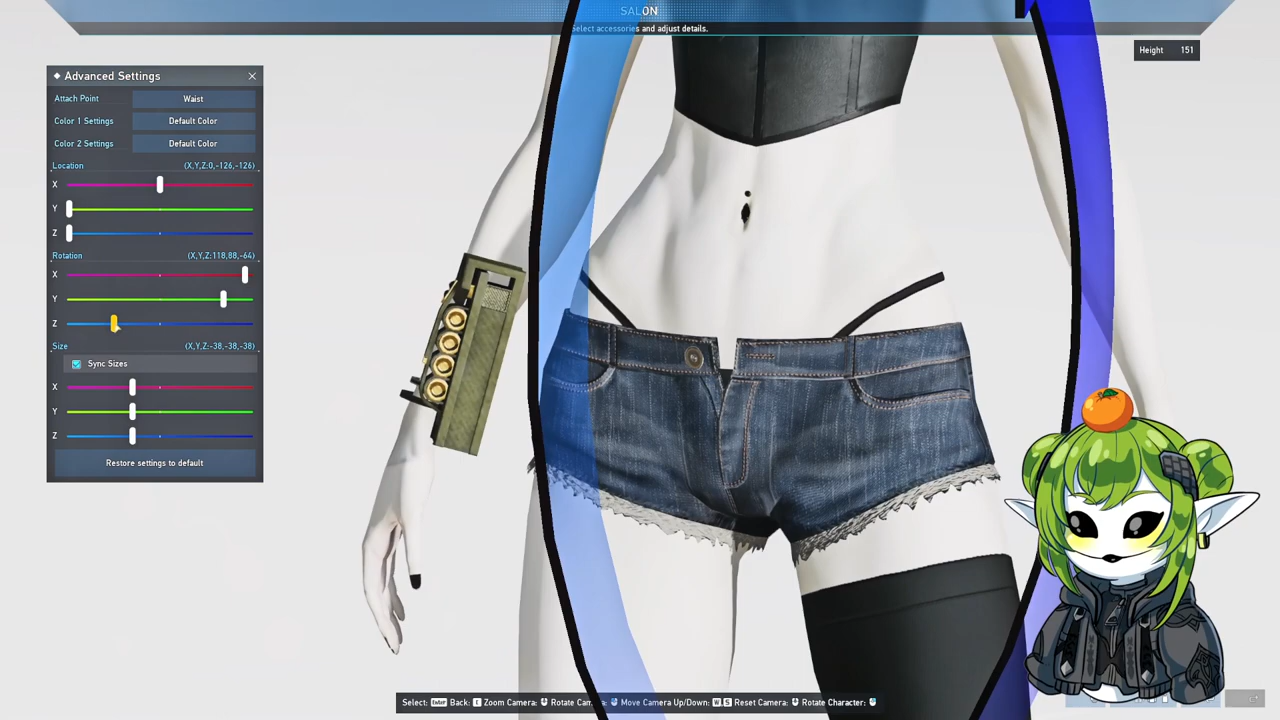 SALON
Select accessories and adjust details.
Height 151
Advanced Settings
Attach Point Waist
Color 1 Settings Default Color
Color 2 Settings Default Color
Location (X,Y,Z:0,-126,-126)
X
Y
Z
Rotation (X,Y,Z:118,88,-64)
X
Y
Z
Size (X,Y,Z:-38,-38,-38)
Sync Sizes
X
Y
Z
Restore settings to default
Select: Enter Back: Zoom Camera: Rotate Move Camera Up/Down: W,S Reset Camera: Rotate Character: